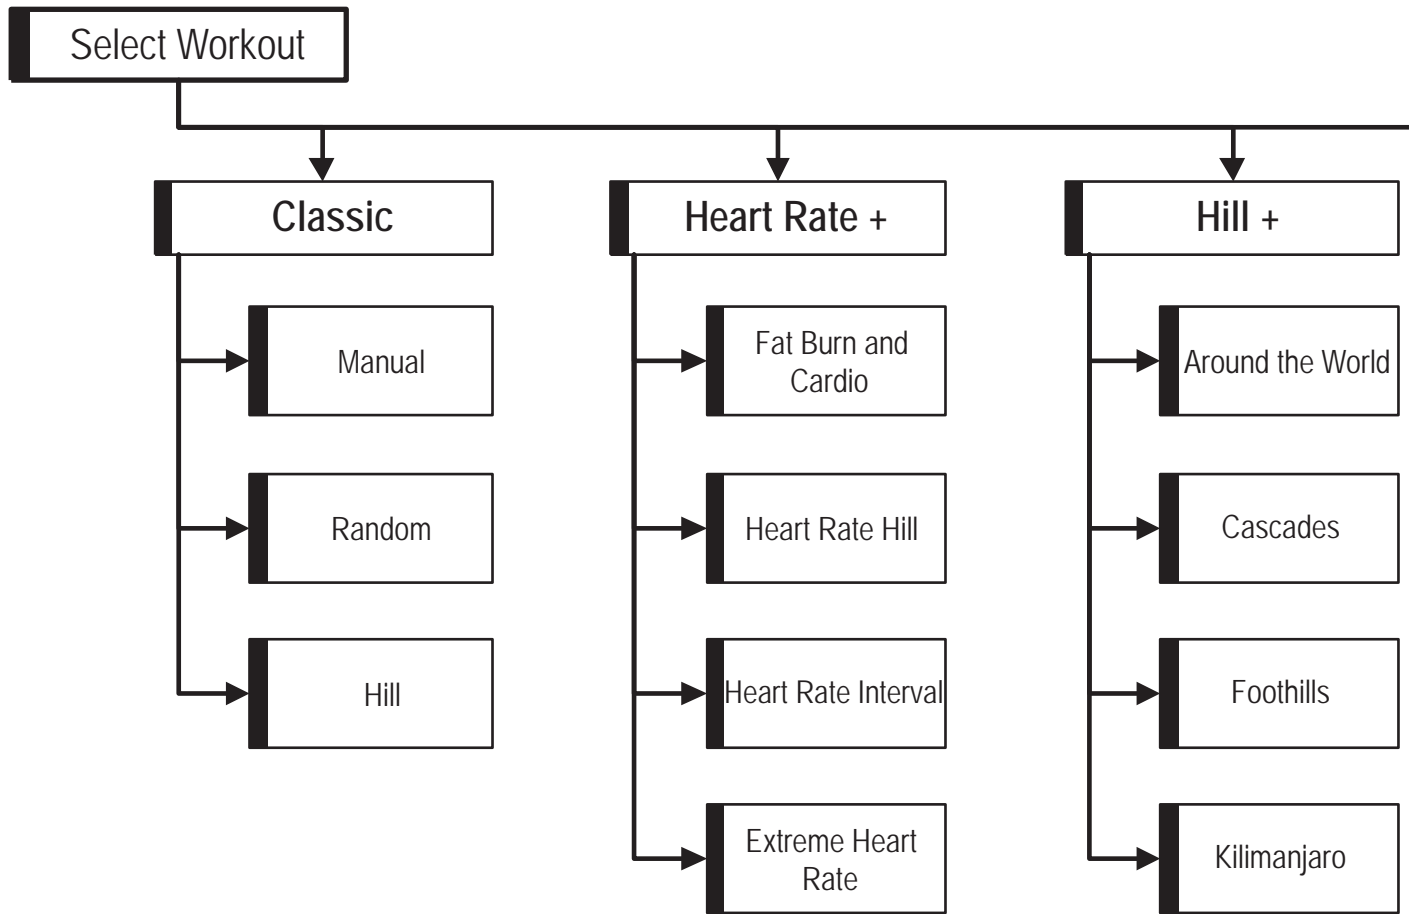 Select Workout
Classic
Heart Rate +
Hill +
Manual
Fat Burn and
Cardio
Around the World
Random
Heart Rate Hill
Cascades
Hill
Heart Rate Interval
Foothills
Extreme Heart
Rate
Kilimanjaro